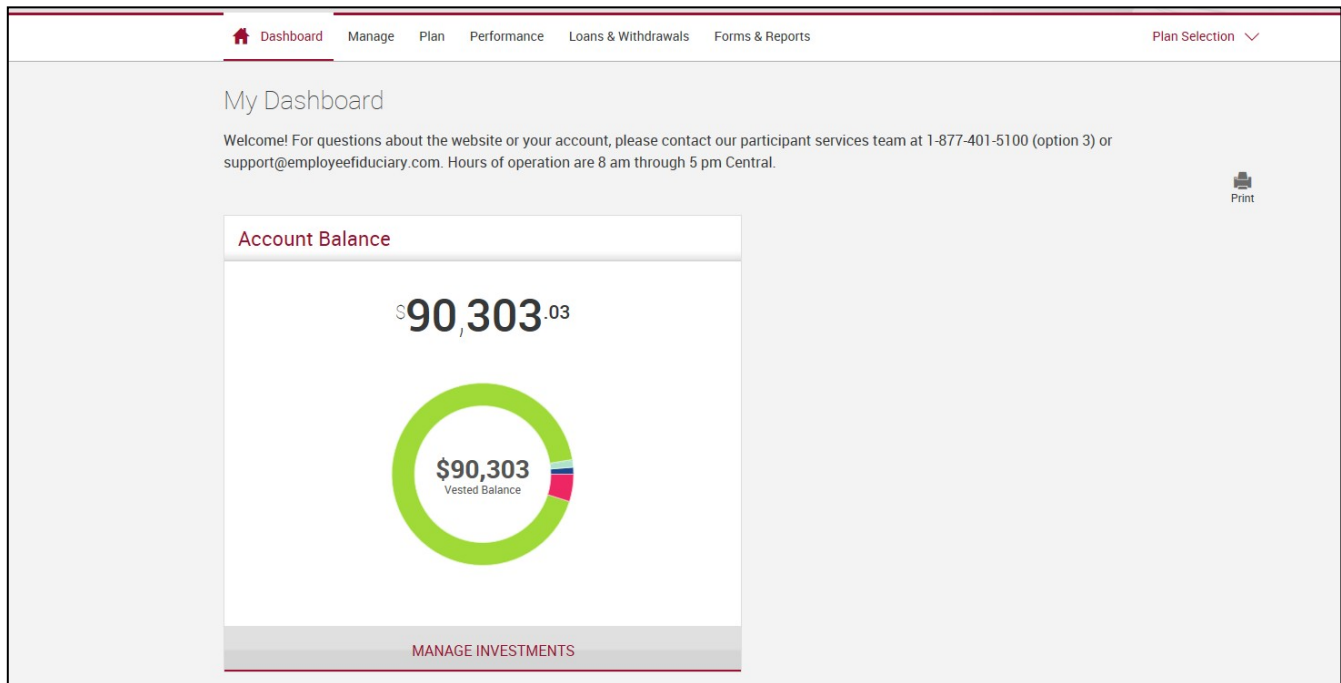 Dashboard Manage Plan Performance Loans & Withdrawals Forms & Reports Plan Selection
My Dashboard
Welcome! For questions about the website or your account, please contact our participant services team at 1-877-401-5100 (option 3) or
support@employeefiduciary.com. Hours of operation are 8 am through 5 pm Central.
Print
Account Balance
$90,303.03
$90,303
Vested Balance
MANAGE INVESTMENTS